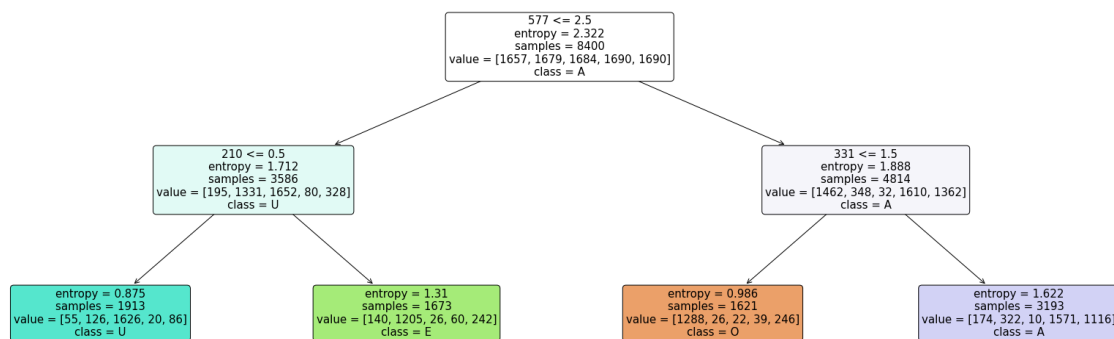 577 <= 2.5
entropy = 2.322
samples = 8400
value = [1657, 1679, 1684, 1690, 1690]
class = A
210 <= 0.5
entropy = 1.712
samples = 3586
value = [195, 1331, 1652, 80, 328]
class = U
331 <= 1.5
entropy = 1.888
samples = 4814
value = [1462, 348, 32, 1610, 1362]
class = A
entropy = 0.875
samples = 1913
value = [55, 126, 1626, 20, 86]
class = U
entropy = 1.31
samples = 1673
value = [140, 1205, 26, 60, 242]
class = E
entropy = 0.986
samples = 1621
value = [1288, 26, 22, 39, 246]
class = O
entropy = 1.622
samples = 3193
value = [174, 322, 10, 1571, 1116]
class = A